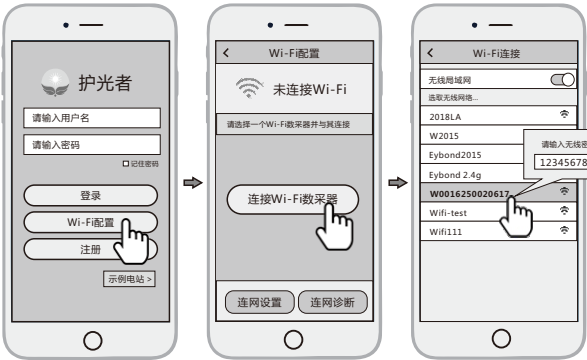 护光者
请输入用户名
请输入密码
记住密码
登录
Wi-Fi配置
注册
示例电站 >
Wi-Fi配置
未连接Wi-Fi
请选择一个Wi-Fi数采器并与其连接
连接Wi-Fi数采器
连网设置
连网诊断
Wi-Fi连接
无线局域网
选取无线网络...
2018LA
W2015
Eybond2015
Eybond 2.4g
W0016250020617
Wifi-test
Wifi111
请输入无线密
12345678